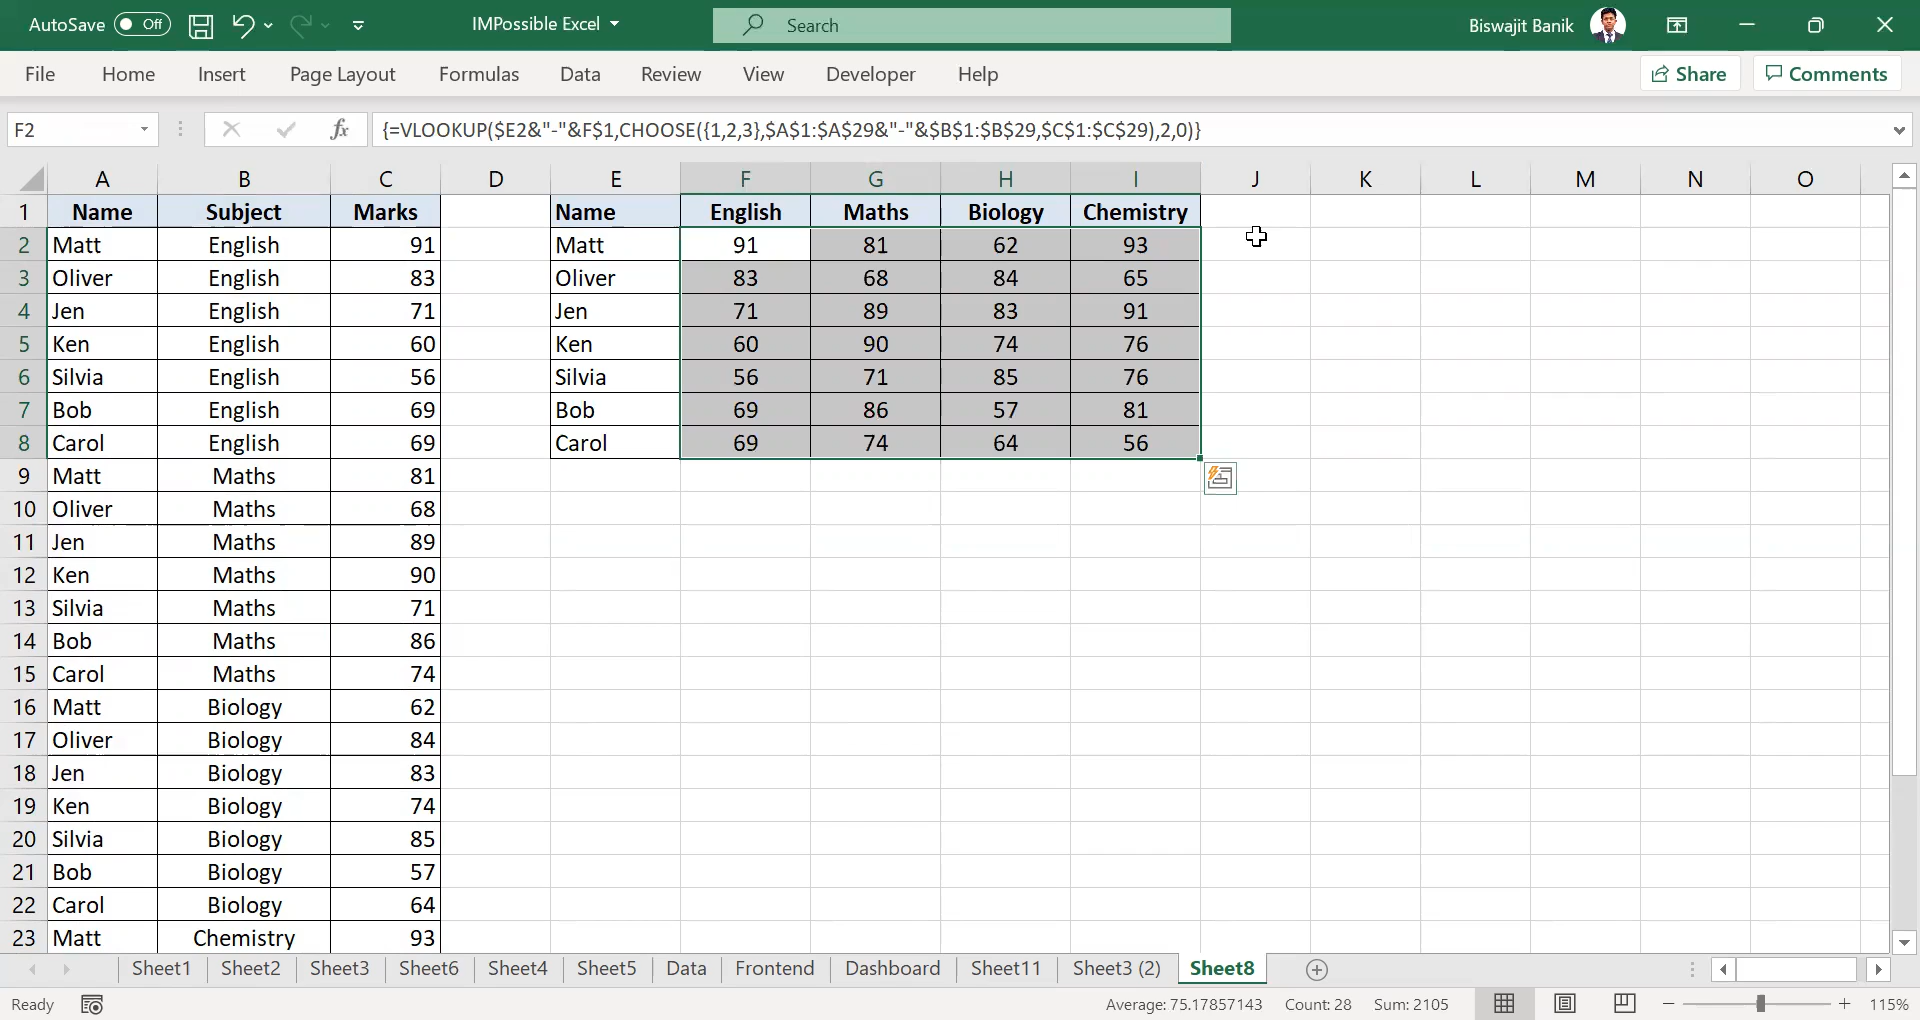 AutoSave Off IMPossible Excel Search Biswajit Banik
File Home Insert Page Layout Formulas Data Review View Developer Help Share Comments
F2 fx {=VLOOKUP($E2&"-"&F$1,CHOOSE({1,2,3},$A$1:$A$29&"-"&$B$1:$B$29,$C$1:$C$29),2,0)}
A B C D E F G H I J K L M N O
1 Name Subject Marks Name English Maths Biology Chemistry
2 Matt English 91 Matt 91 81 62 93
3 Oliver English 83 Oliver 83 68 84 65
4 Jen English 71 Jen 71 89 83 91
5 Ken English 60 Ken 60 90 74 76
6 Silvia English 56 Silvia 56 71 85 76
7 Bob English 69 Bob 69 86 57 81
8 Carol English 69 Carol 69 74 64 56
9 Matt Maths 81
10 Oliver Maths 68
11 Jen Maths 89
12 Ken Maths 90
13 Silvia Maths 71
14 Bob Maths 86
15 Carol Maths 74
16 Matt Biology 62
17 Oliver Biology 84
18 Jen Biology 83
19 Ken Biology 74
20 Silvia Biology 85
21 Bob Biology 57
22 Carol Biology 64
23 Matt Chemistry 93
Sheet1 Sheet2 Sheet3 Sheet6 Sheet4 Sheet5 Data Frontend Dashboard Sheet11 Sheet3 (2) Sheet8
Ready Average: 75.17857143 Count: 28 Sum: 2105 115%